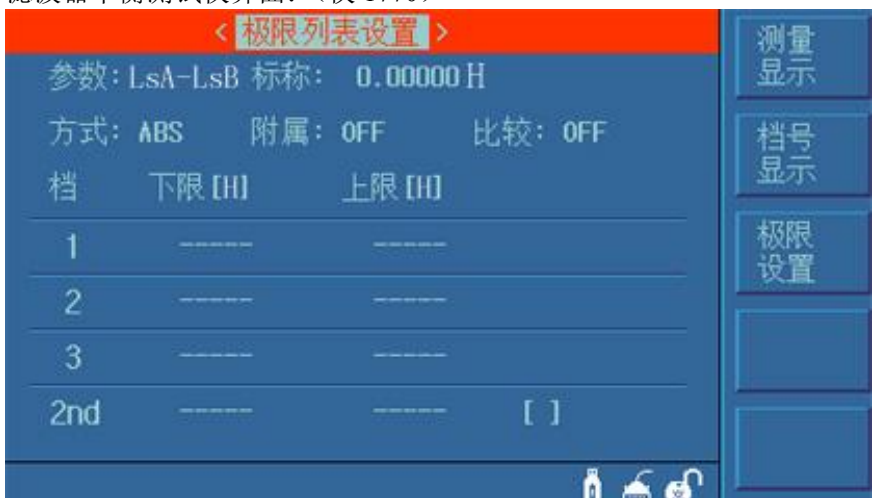 < 极限列表设置 >
参数:LsA-LsB 标称: 0.00000 H
方式: ABS 附属: OFF 比较: OFF
档 下限 [H] 上限 [H]
1 ----- -----
2 ----- -----
3 ----- -----
2nd ----- ----- [ ]
测量
显示
档号
显示
极限
设置